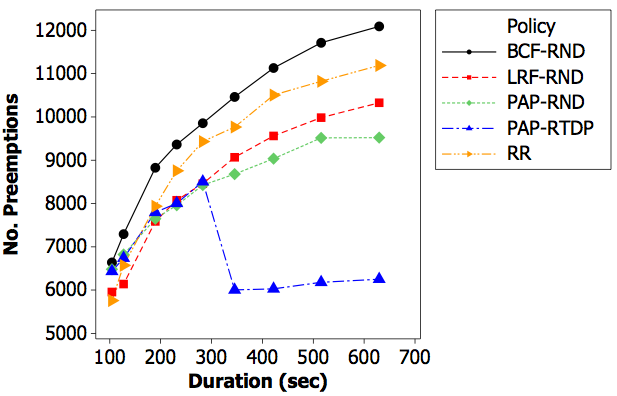 12000
11000
10000
9000
8000
7000
6000
5000
No. Preemptions
100 200 300 400 500 600 700
Duration (sec)
Policy
BCF-RND
LRF-RND
PAP-RND
PAP-RTDP
RR